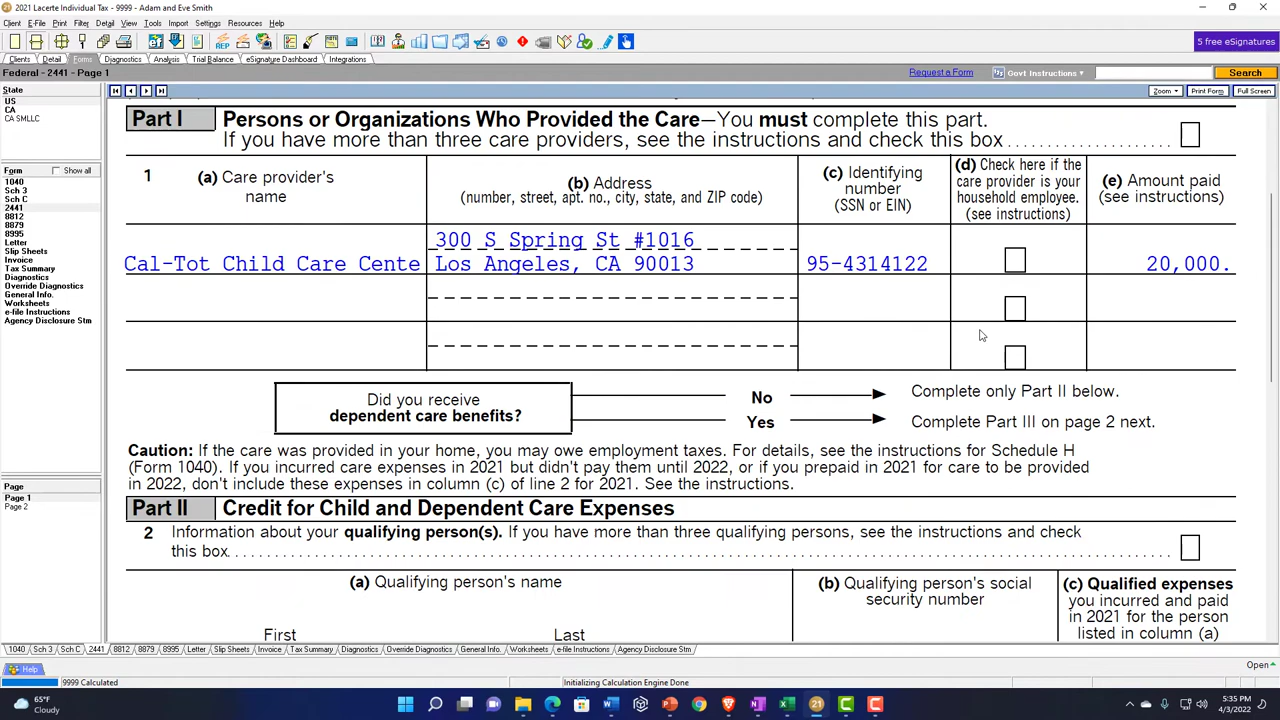 2021 Lacerte Individual Tax - 9999 - Adam and Eve Smith
Client E-File Print Filter Detail View Tools Import Settings Resources Help
5 free eSignatures
Clients Detail Forms Diagnostics Analysis Trial Balance eSignature Dashboard Integrations
Federal - 2441 - Page 1
Request a Form
Govt Instructions
Search
State
US
CA
CA SMLLC
Form
Show all
1040
Sch 3
Sch C
2441
8812
8879
8995
Letter
Slip Sheets
Invoice
Tax Summary
Diagnostics
Override Diagnostics
General Info.
Worksheets
e-file Instructions
Agency Disclosure Stm
Page
Page 1
Page 2
Zoom
Print Form
Full Screen
Part I Persons or Organizations Who Provided the Care—You must complete this part.
If you have more than three care providers, see the instructions and check this box
1 (a) Care provider's
name
(b) Address
(number, street, apt. no., city, state, and ZIP code)
(c) Identifying
number
(SSN or EIN)
(d) Check here if the
care provider is your
household employee.
(see instructions)
(e) Amount paid
(see instructions)
300 S Spring St #1016
Cal-Tot Child Care Cente Los Angeles, CA 90013 95-4314122 20,000.
Did you receive
dependent care benefits?
No Complete only Part II below.
Yes Complete Part III on page 2 next.
Caution: If the care was provided in your home, you may owe employment taxes. For details, see the instructions for Schedule H
(Form 1040). If you incurred care expenses in 2021 but didn't pay them until 2022, or if you prepaid in 2021 for care to be provided
in 2022, don't include these expenses in column (c) of line 2 for 2021. See the instructions.
Part II Credit for Child and Dependent Care Expenses
2 Information about your qualifying person(s). If you have more than three qualifying persons, see the instructions and check
this box
(a) Qualifying person's name
First Last
(b) Qualifying person's social
security number
(c) Qualified expenses
you incurred and paid
in 2021 for the person
listed in column (a)
1040 Sch 3 Sch C 2441 8812 8879 8995 Letter Slip Sheets Invoice Tax Summary Diagnostics Override Diagnostics General Info. Worksheets e-file Instructions Agency Disclosure Stm
Help
Open
9999 Calculated
Initializing Calculation Engine Done
65°F
Cloudy
5:35 PM
4/3/2022